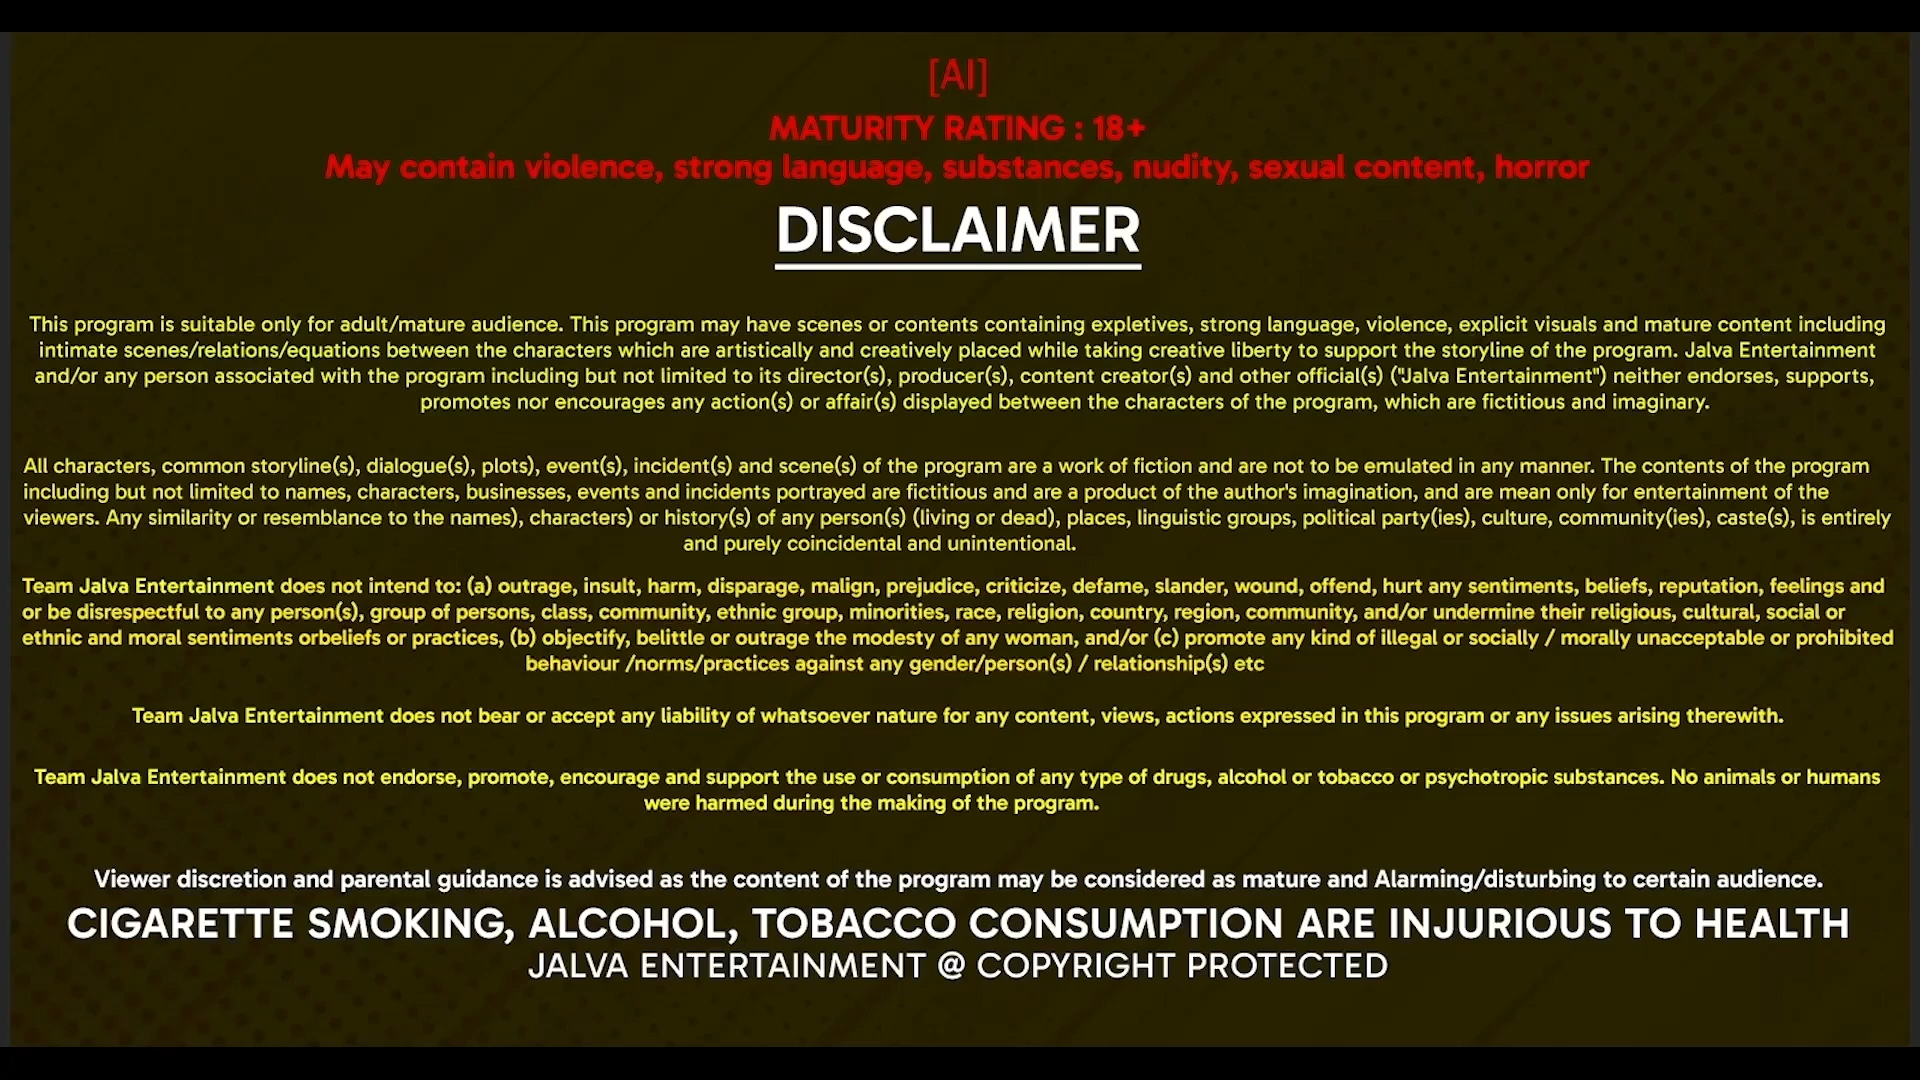 [AI]
MATURITY RATING : 18+
May contain violence, strong language, substances, nudity, sexual content, horror
DISCLAIMER
This program is suitable only for adult/mature audience. This program may have scenes or contents containing expletives, strong language, violence, explicit visuals and mature content including
intimate scenes/relations/equations between the characters which are artistically and creatively placed while taking creative liberty to support the storyline of the program. Jalva Entertainment
and/or any person associated with the program including but not limited to its director(s), producer(s), content creator(s) and other official(s) ("Jalva Entertainment") neither endorses, supports,
promotes nor encourages any action(s) or affair(s) displayed between the characters of the program, which are fictitious and imaginary.
All characters, common storyline(s), dialogue(s), plots), event(s), incident(s) and scene(s) of the program are a work of fiction and are not to be emulated in any manner. The contents of the program
including but not limited to names, characters, businesses, events and incidents portrayed are fictitious and are a product of the author's imagination, and are mean only for entertainment of the
viewers. Any similarity or resemblance to the names), characters) or history(s) of any person(s) (living or dead), places, linguistic groups, political party(ies), culture, community(ies), caste(s), is entirely
and purely coincidental and unintentional.
Team Jalva Entertainment does not intend to: (a) outrage, insult, harm, disparage, malign, prejudice, criticize, defame, slander, wound, offend, hurt any sentiments, beliefs, reputation, feelings and
or be disrespectful to any person(s), group of persons, class, community, ethnic group, minorities, race, religion, country, region, community, and/or undermine their religious, cultural, social or
ethnic and moral sentiments orbeliefs or practices, (b) objectify, belittle or outrage the modesty of any woman, and/or (c) promote any kind of illegal or socially / morally unacceptable or prohibited
behaviour /norms/practices against any gender/person(s) / relationship(s) etc
Team Jalva Entertainment does not bear or accept any liability of whatsoever nature for any content, views, actions expressed in this program or any issues arising therewith.
Team Jalva Entertainment does not endorse, promote, encourage and support the use or consumption of any type of drugs, alcohol or tobacco or psychotropic substances. No animals or humans
were harmed during the making of the program.
Viewer discretion and parental guidance is advised as the content of the program may be considered as mature and Alarming/disturbing to certain audience.
CIGARETTE SMOKING, ALCOHOL, TOBACCO CONSUMPTION ARE INJURIOUS TO HEALTH
JALVA ENTERTAINMENT @ COPYRIGHT PROTECTED